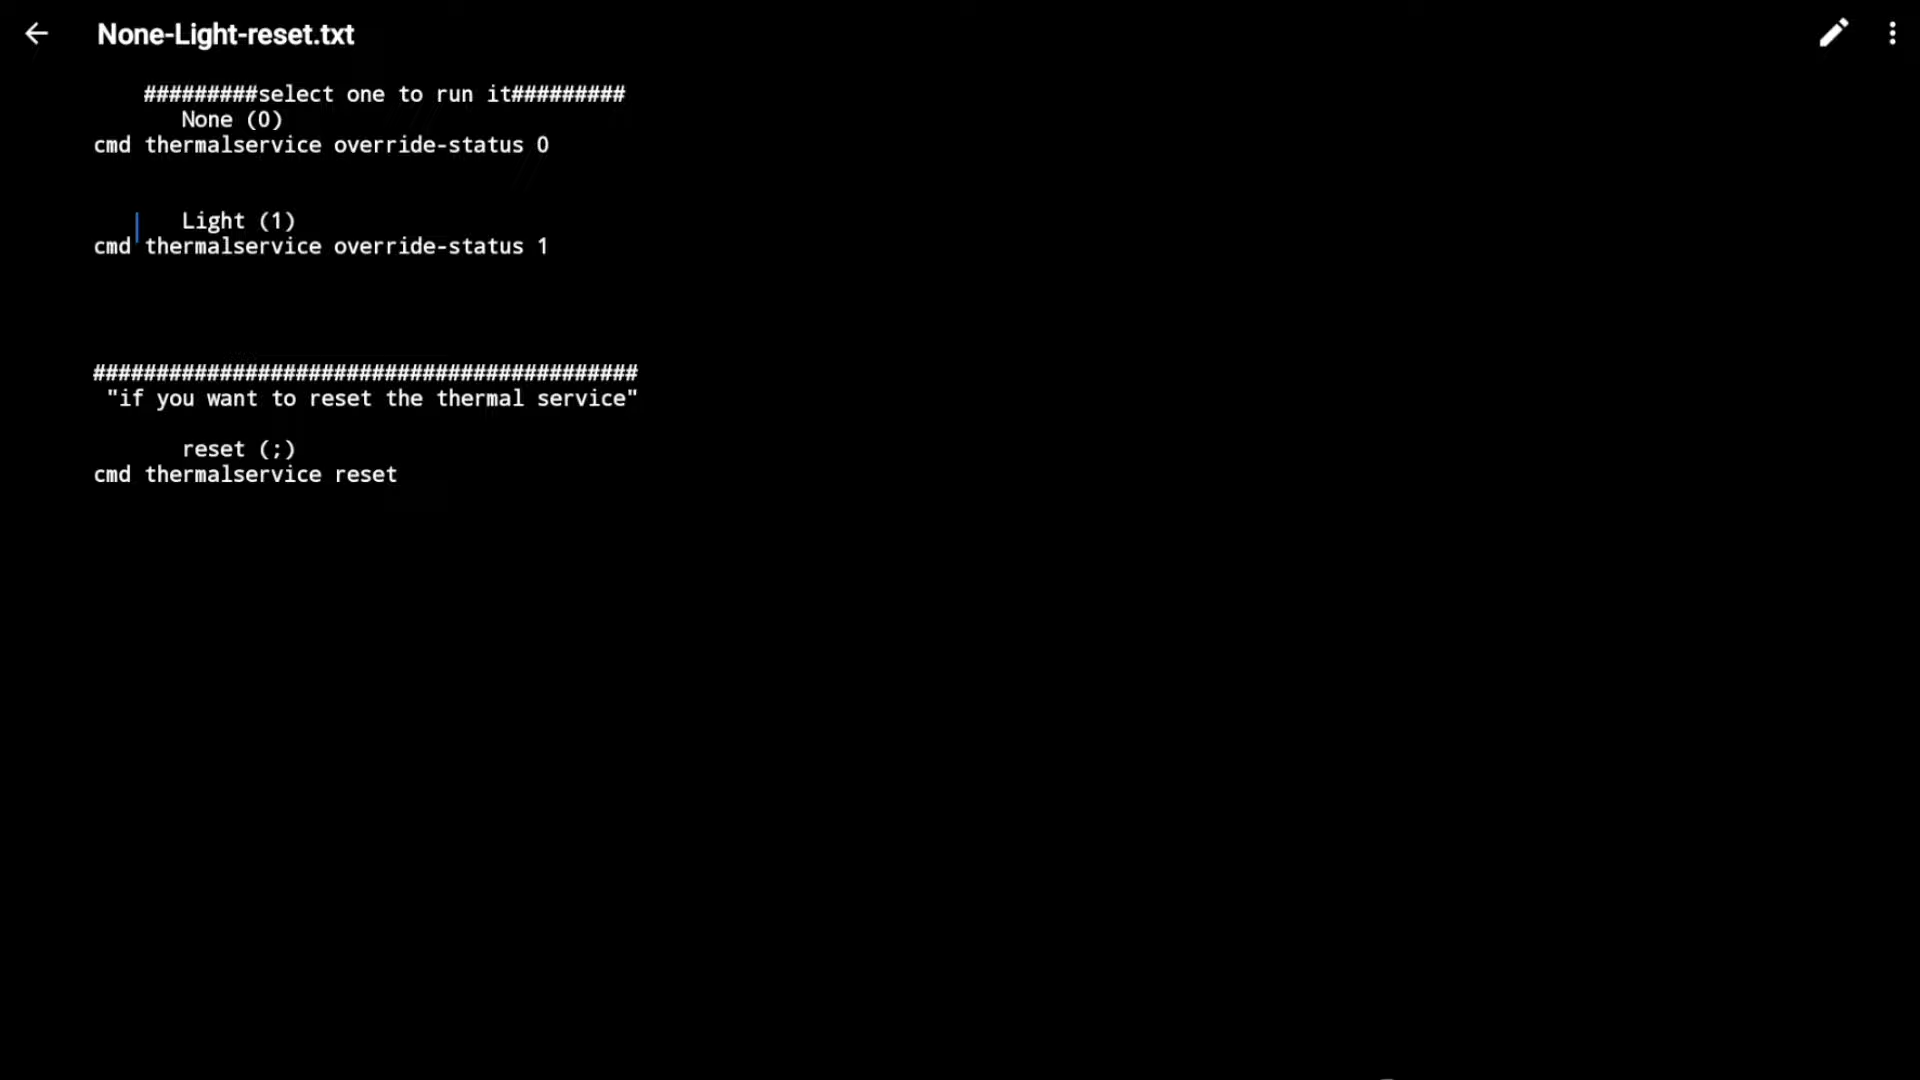 None-Light-reset.txt
#########select one to run it#########
None (0)
cmd thermalservice override-status 0
Light (1)
cmd thermalservice override-status 1
###########################################
"if you want to reset the thermal service"
reset (;)
cmd thermalservice reset